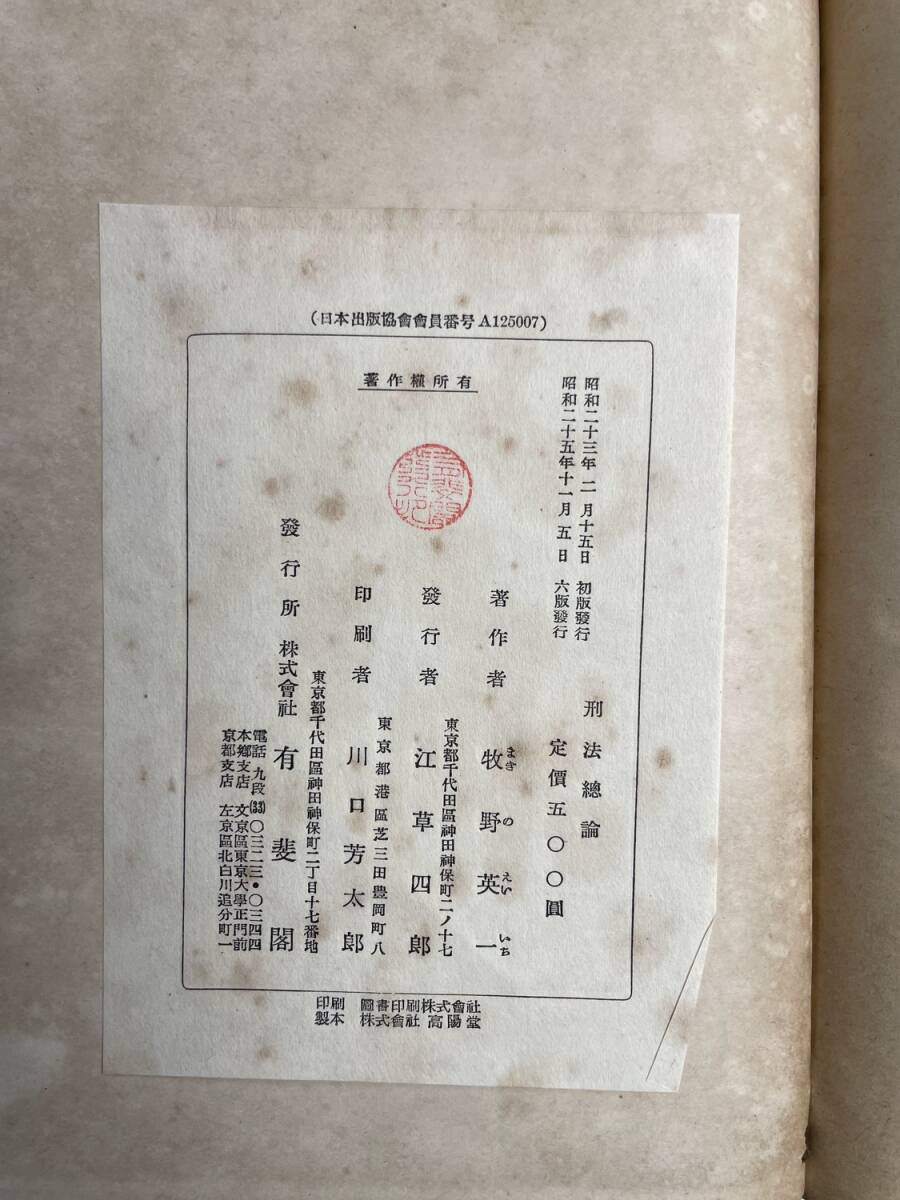 （日本出版協會會員番号 A125007）
著作權所有
昭和二十三年 二 月十五日 初版發行
昭和二十五年十一月 五 日 六版發行
刑法總論
定價五〇〇圓
著作者 牧野英一
まき の えい いち
東京都千代田區神田神保町二ノ十七
發行者 江草四郎
東京都港區芝三田豊岡町八
印刷者 川口芳太郎
東京都千代田區神田神保町二丁目十七番地
發行所 株式會社 有斐閣
電話 九段(33)〇三二三・〇三四四
本鄕支店 文京區東京大學正門前
京都支店 左京區北白川追分町一
印刷 圖書印刷株式會社
製本 株式會社高陽堂